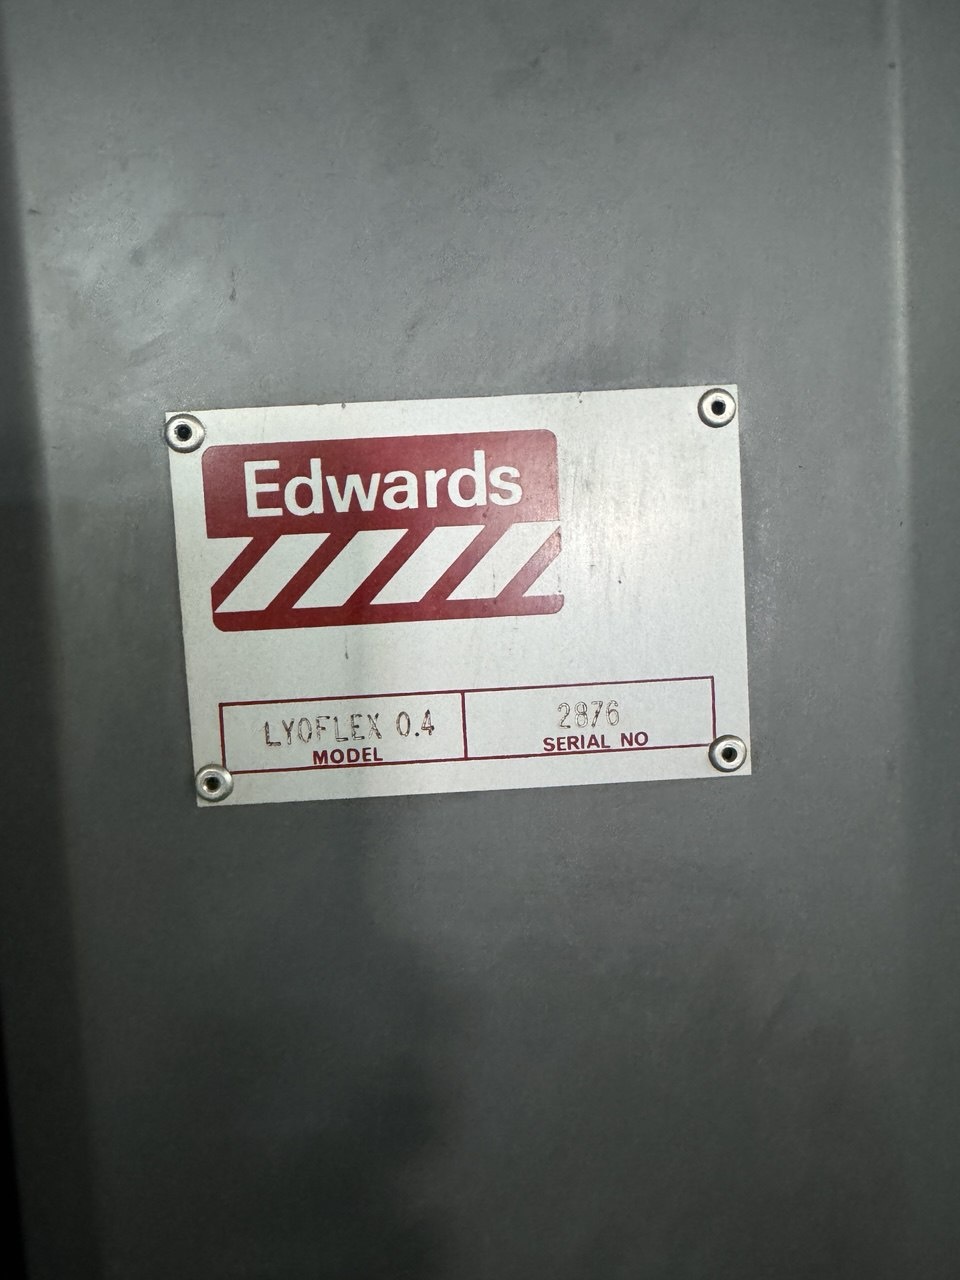 Edwards
LYOFLEX 0.4
MODEL
2876
SERIAL NO